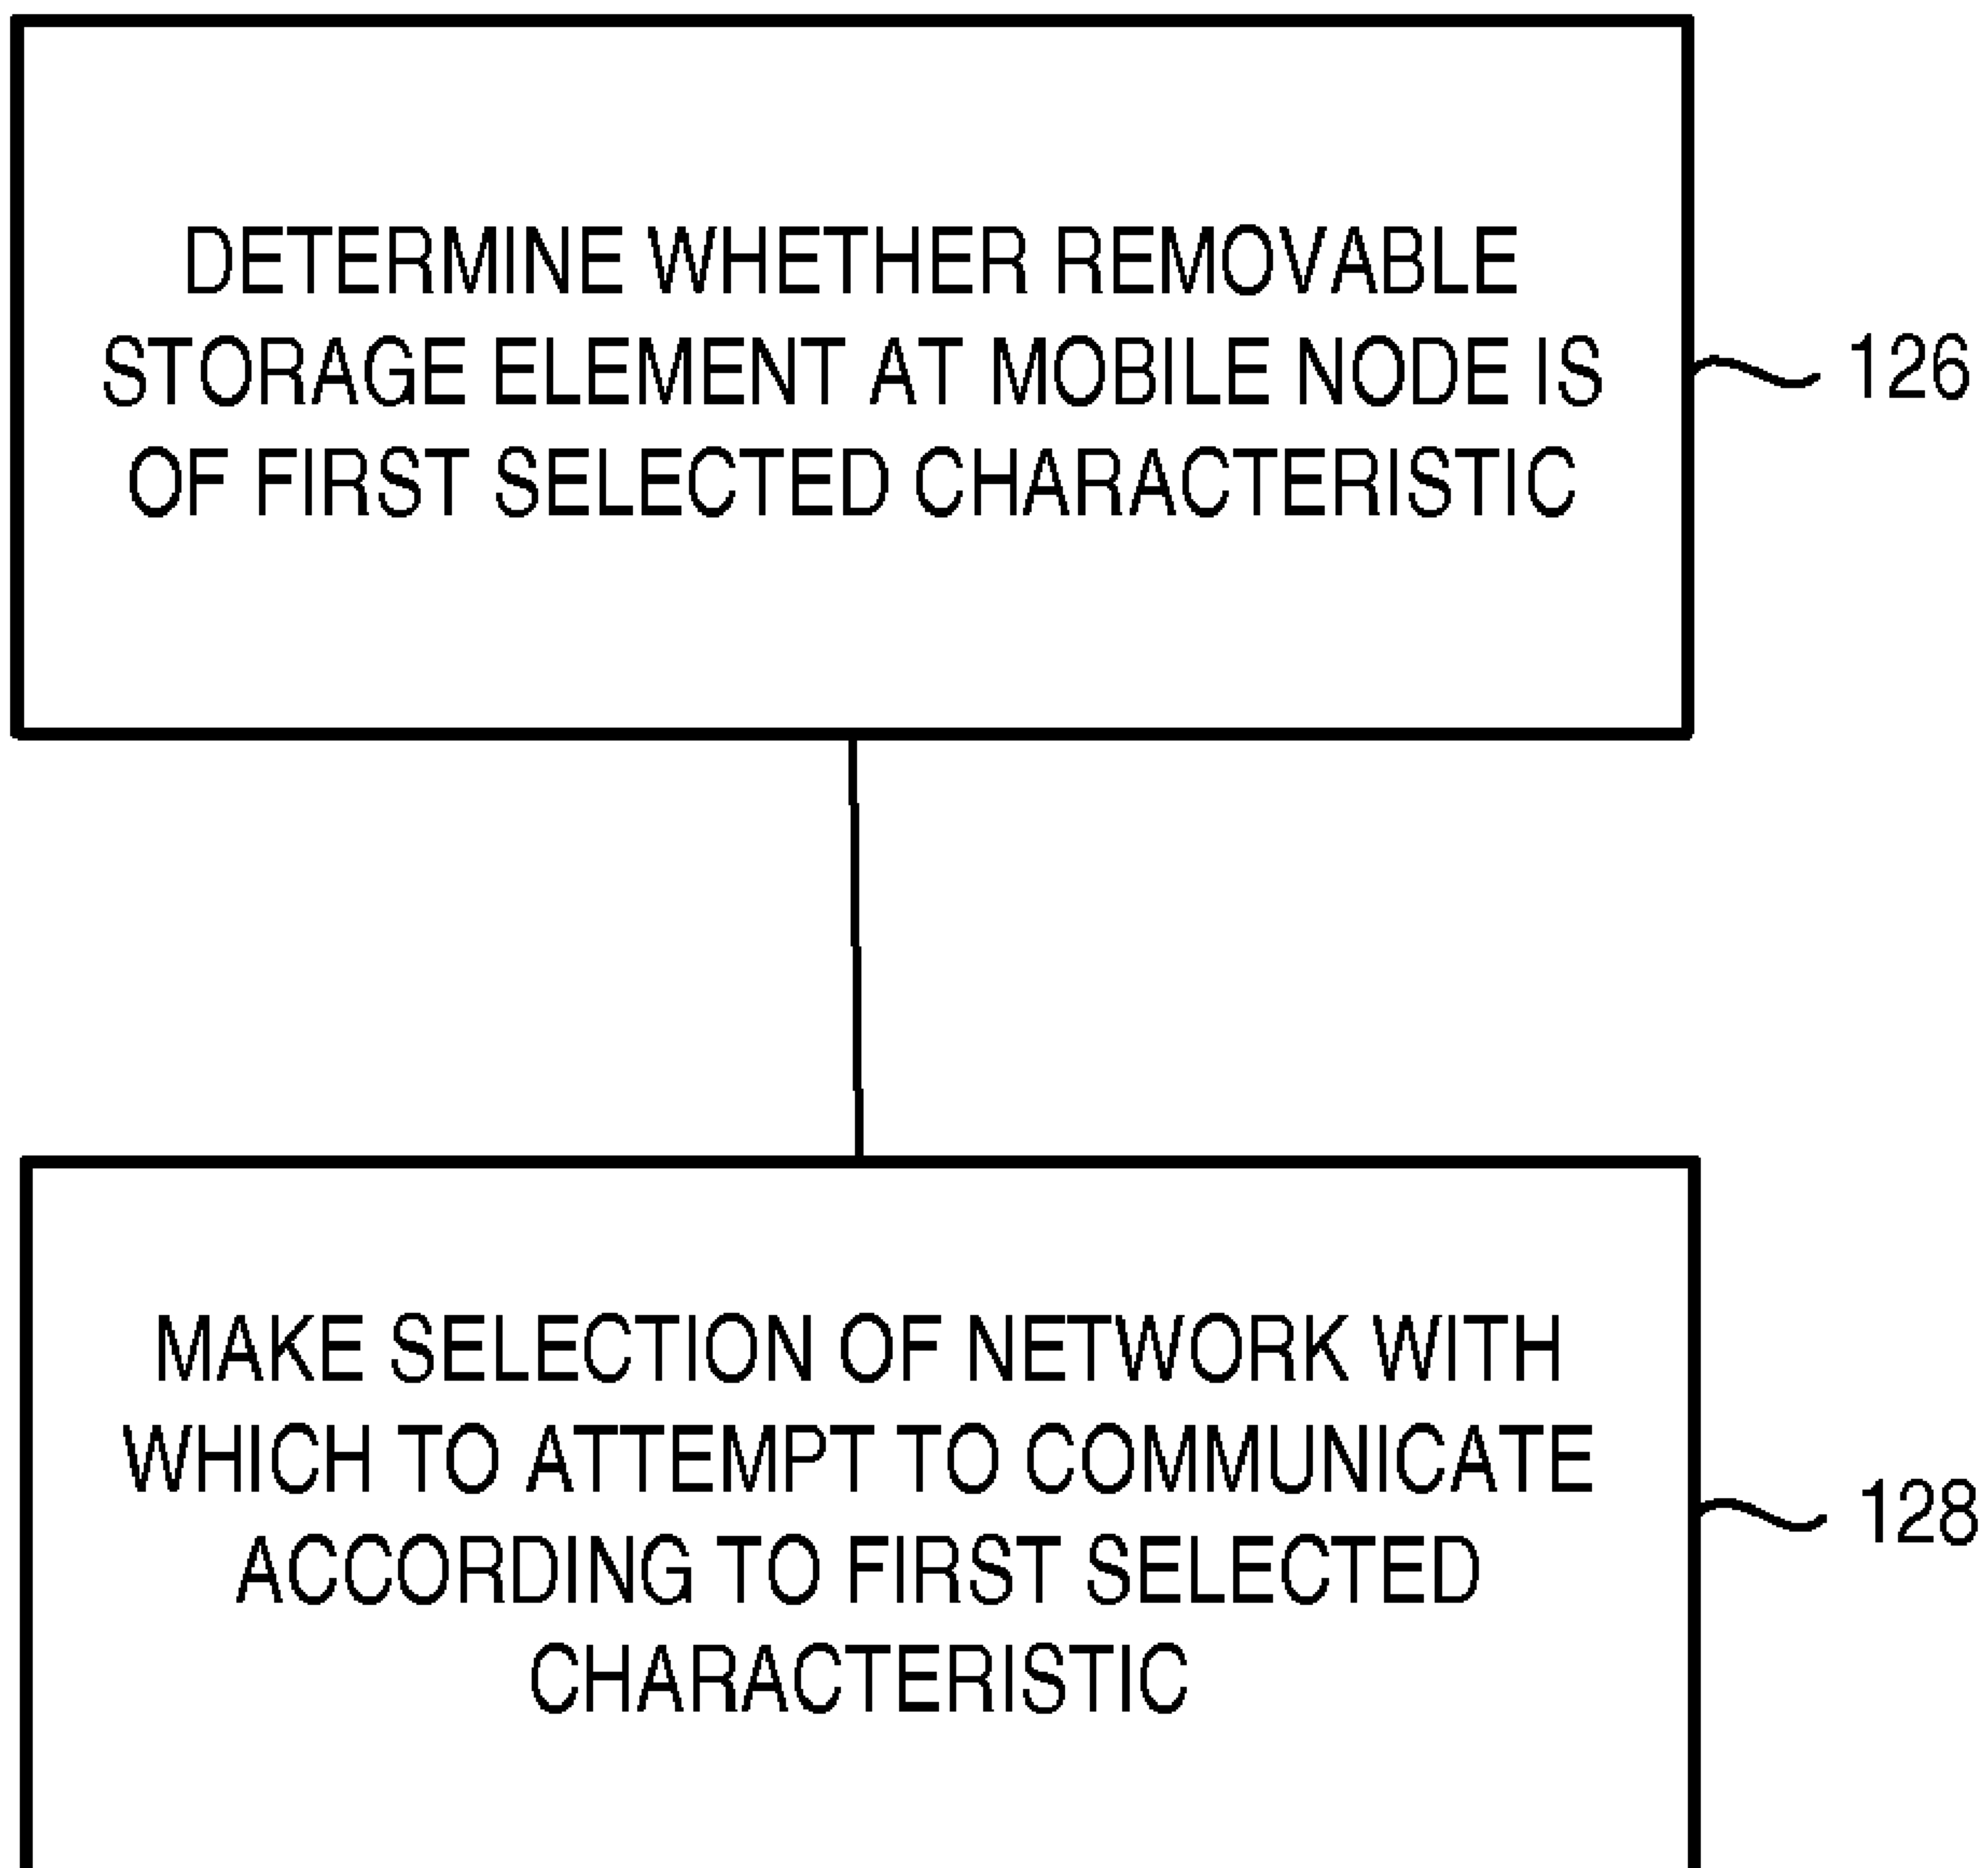 DETERMINE WHETHER REMOVABLE
STORAGE ELEMENT AT MOBILE NODE IS
OF FIRST SELECTED CHARACTERISTIC
126
MAKE SELECTION OF NETWORK WITH
WHICH TO ATTEMPT TO COMMUNICATE
ACCORDING TO FIRST SELECTED
CHARACTERISTIC
128